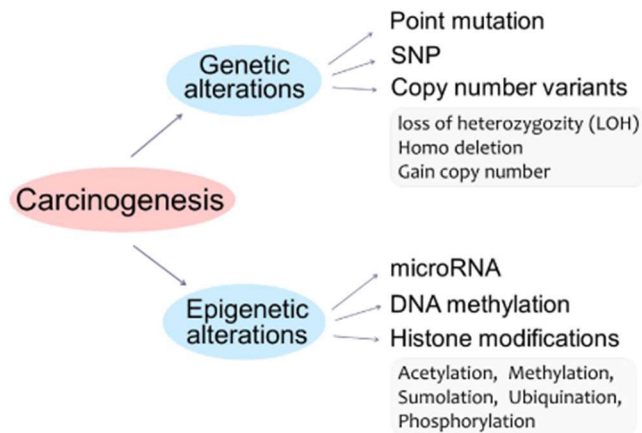 Point mutation
SNP
Copy number variants
loss of heterozygozity (LOH)
Homo deletion
Gain copy number
Genetic
alterations
Carcinogenesis
Epigenetic
alterations
microRNA
DNA methylation
Histone modifications
Acetylation, Methylation,
Sumolation, Ubiquination,
Phosphorylation